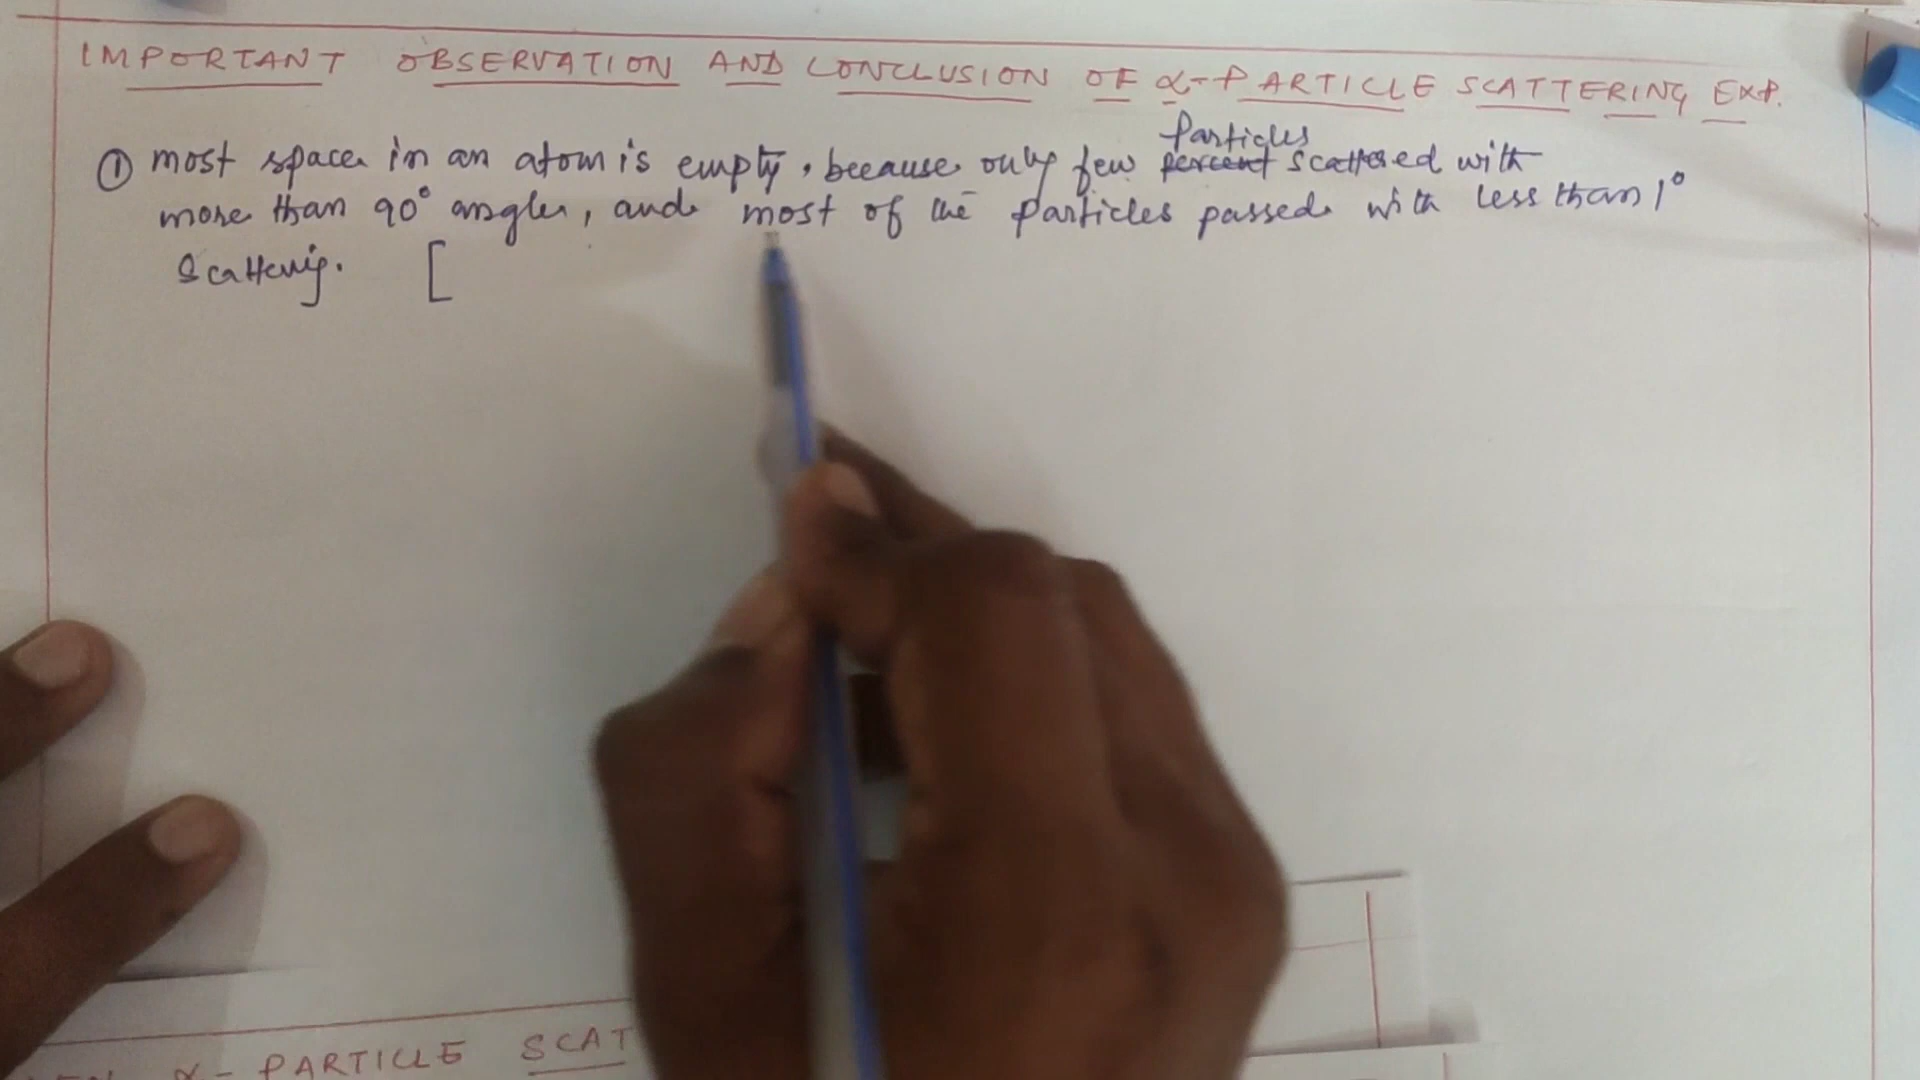 IMPORTANT OBSERVATION AND CONCLUSION OF α-PARTICLE SCATTERING EXP.
① most space in an atom is empty, because only few particles percent scattered with
more than 90° angles, and most of the particles passed with less than 1°
scattering. [
α- PARTICLE SCAT